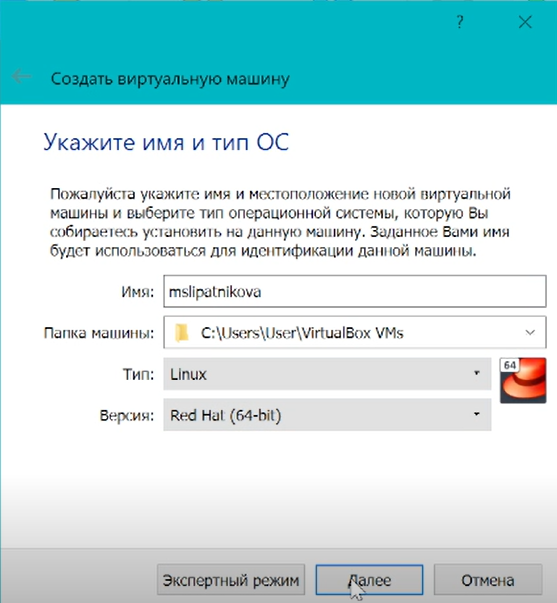 ?
Создать виртуальную машину
Укажите имя и тип ОС
Пожалуйста укажите имя и местоположение новой виртуальной
машины и выберите тип операционной системы, которую Вы
собираетесь установить на данную машину. Заданное Вами имя
будет использоваться для идентификации данной машины.
Имя: mslipatnikova
Папка машины: C:\Users\User\VirtualBox VMs
Тип: Linux
64
Версия: Red Hat (64-bit)
Экспертный режим Далее Отмена